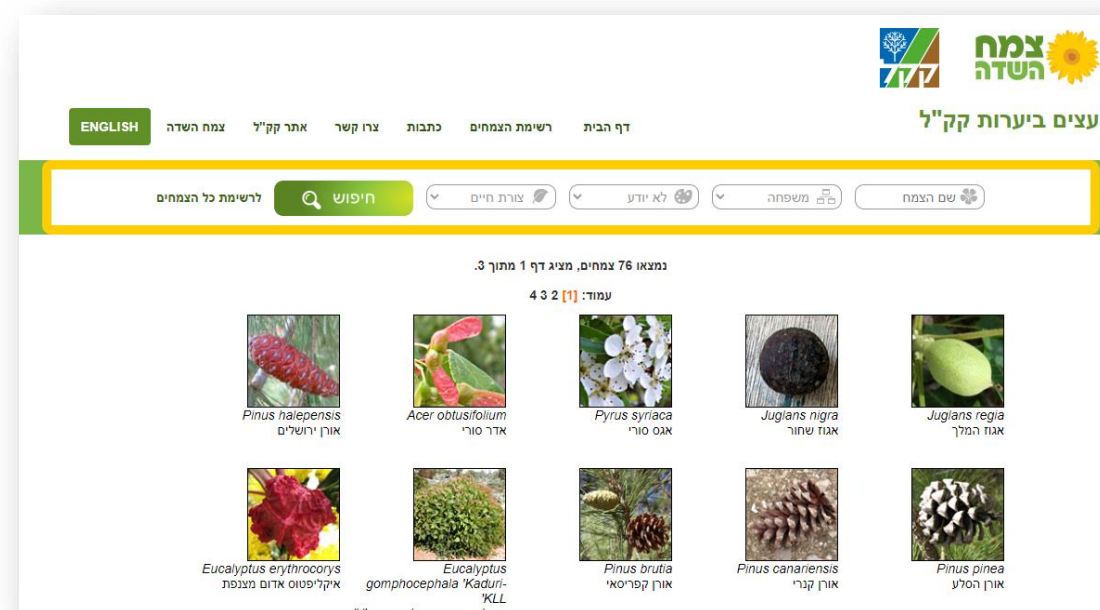 צמח
השדה
קקל
עצים ביערות קק"ל
דף הבית
רשימת הצמחים
כתבות
צרו קשר
אתר קק"ל
צמח השדה
ENGLISH
שם הצמח
משפחה
לא יודע
צורת חיים
חיפוש
לרשימת כל הצמחים
נמצאו 76 צמחים, מציג דף 1 מתוך 3.
עמוד: [1] 2 3 4
Juglans regia
אגוז המלך
Juglans nigra
אגוז שחור
Pyrus syriaca
אגס סורי
Acer obtusifolium
אדר סורי
Pinus halepensis
אורן ירושלים
Pinus pinea
אורן הסלע
Pinus canariensis
אורן קנרי
Pinus brutia
אורן קפריסאי
Eucalyptus
gomphocephala 'Kaduri-
'KLL
Eucalyptus erythrocorys
איקליפטוס אדום מצנפת